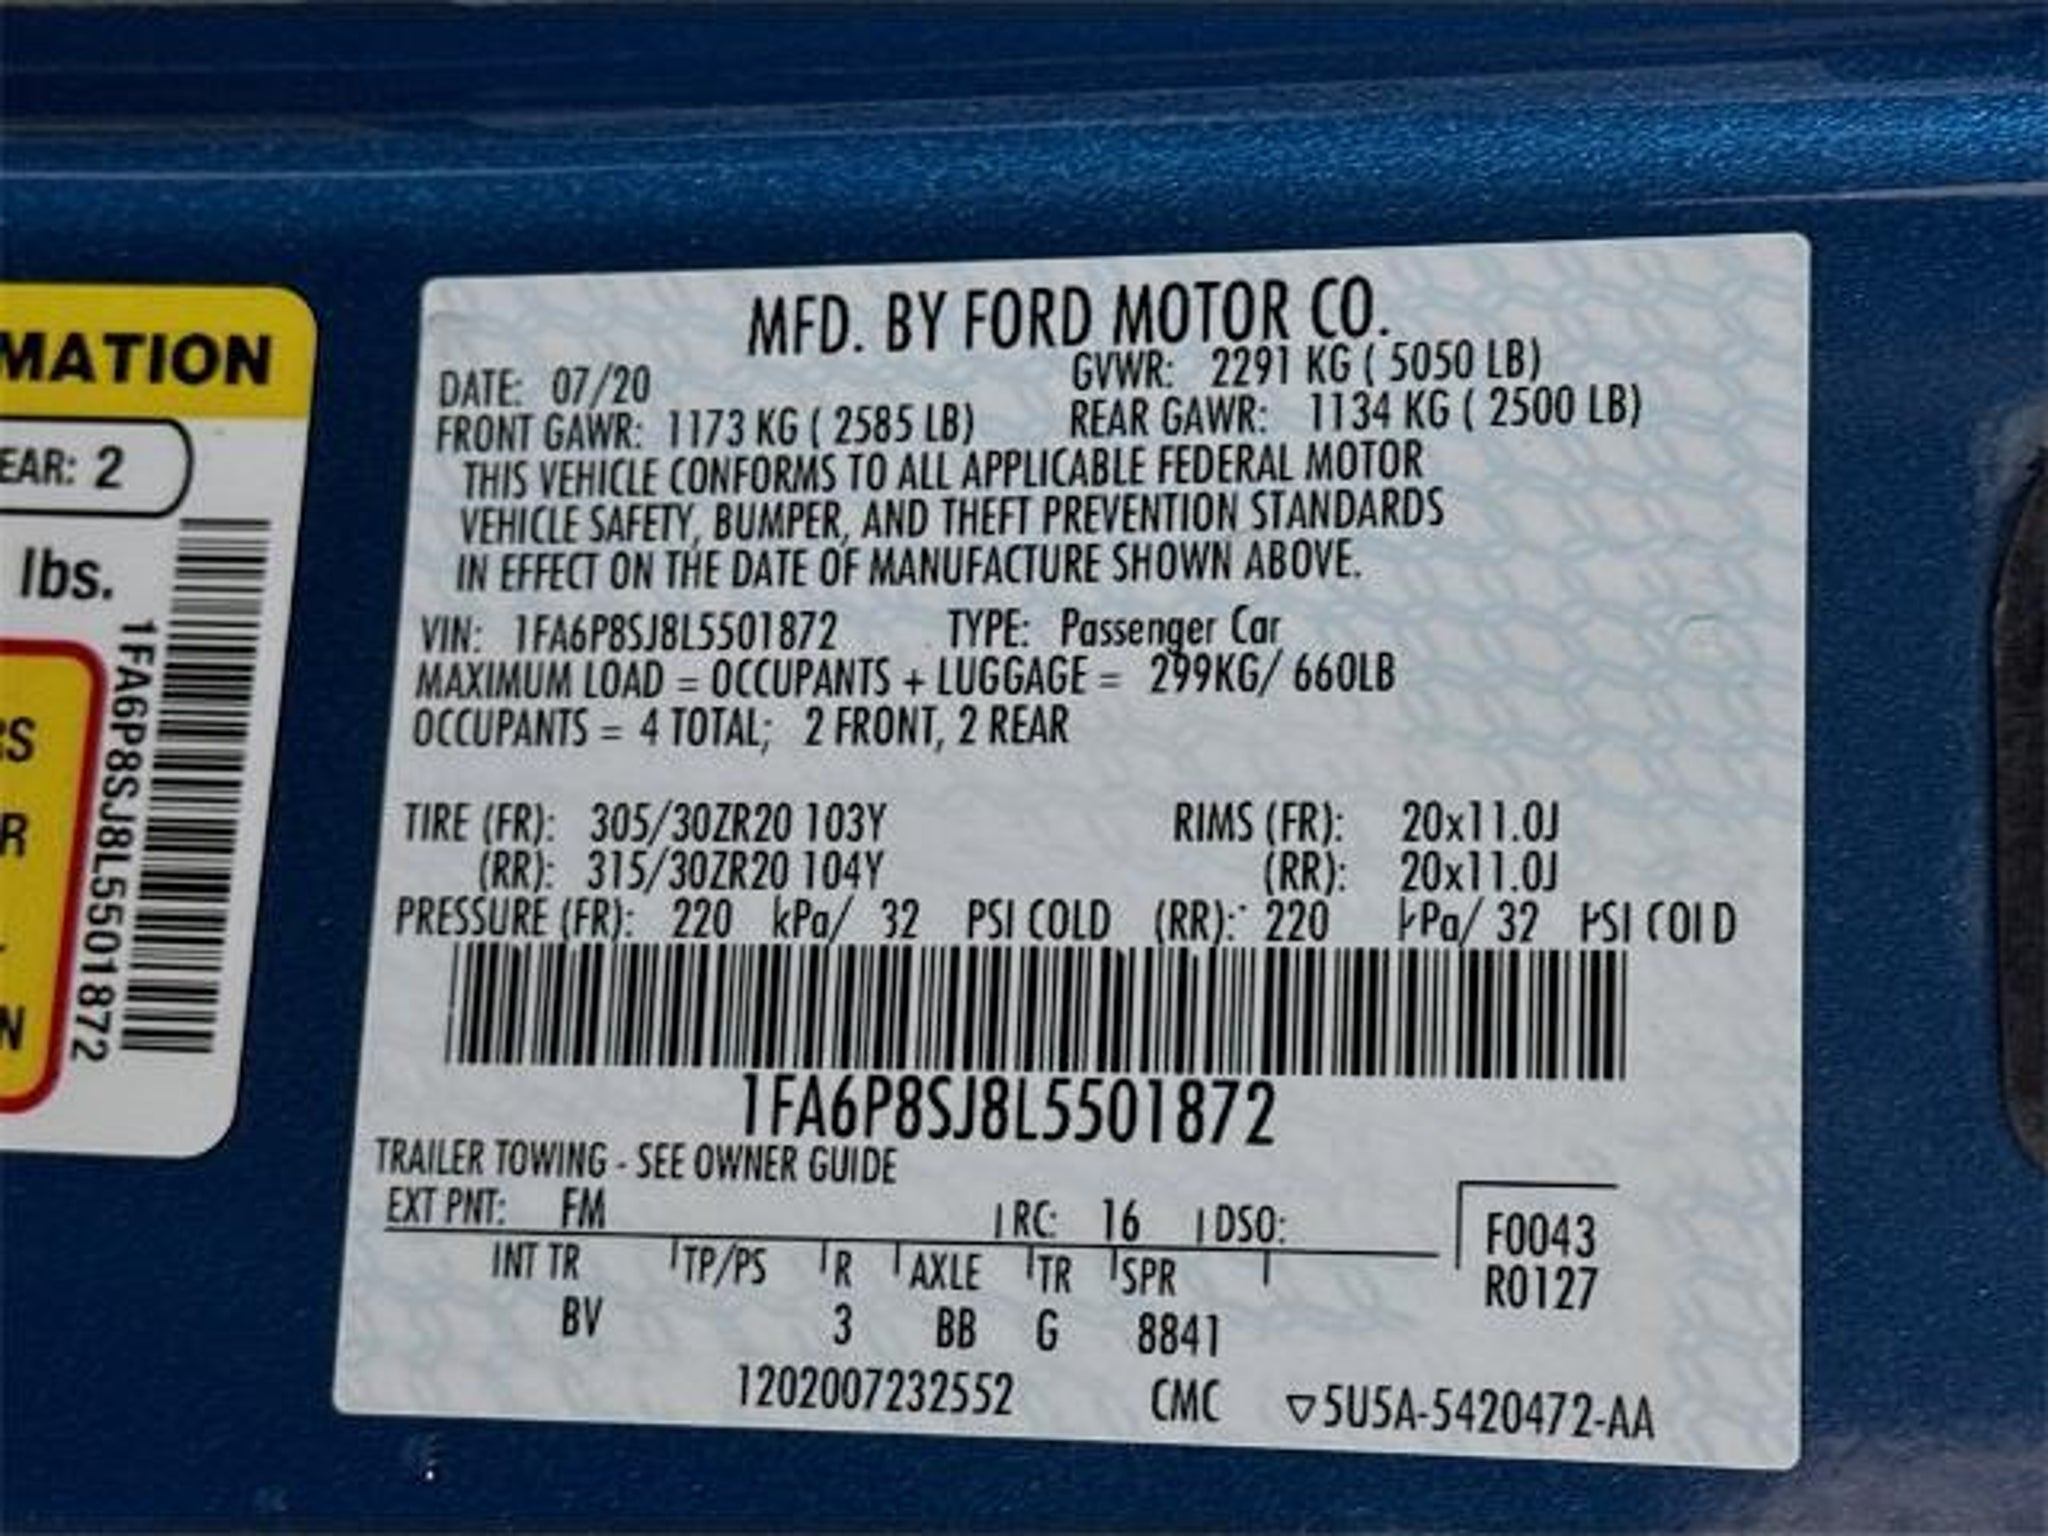 MATION
EAR: 2
lbs.
1FA6P8SJ8L5501872
RS
R
N
MFD. BY FORD MOTOR CO.
DATE: 07/20 GVWR: 2291 KG ( 5050 LB)
FRONT GAWR: 1173 KG ( 2585 LB) REAR GAWR: 1134 KG ( 2500 LB)
THIS VEHICLE CONFORMS TO ALL APPLICABLE FEDERAL MOTOR
VEHICLE SAFETY, BUMPER, AND THEFT PREVENTION STANDARDS
IN EFFECT ON THE DATE OF MANUFACTURE SHOWN ABOVE.
VIN: 1FA6P8SJ8L5501872 TYPE: Passenger Car
MAXIMUM LOAD = OCCUPANTS + LUGGAGE = 299KG/ 660LB
OCCUPANTS = 4 TOTAL; 2 FRONT, 2 REAR
TIRE (FR): 305/30ZR20 103Y RIMS (FR): 20x11.0J
(RR): 315/30ZR20 104Y (RR): 20x11.0J
PRESSURE (FR): 220 kPa/ 32 PSI COLD (RR): 220 kPa/ 32 PSI COLD
1FA6P8SJ8L5501872
TRAILER TOWING - SEE OWNER GUIDE
EXT PNT: FM RC: 16 DSO: F0043
INT TR TP/PS R AXLE TR SPR R0127
BV 3 BB G 8841
1202007232552 CMC ▽5U5A-5420472-AA